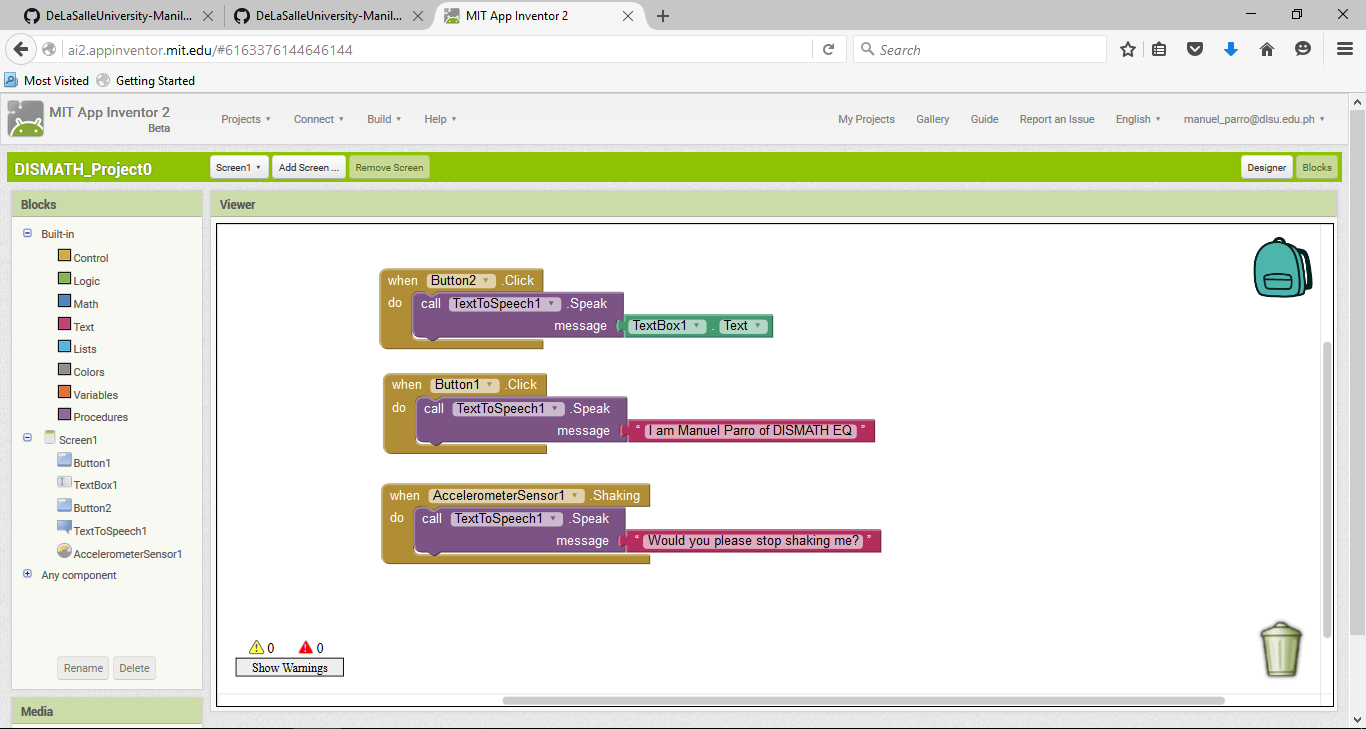 DeLaSalleUniversity-Manil...
DeLaSalleUniversity-Manil...
MIT App Inventor 2
ai2.appinventor.mit.edu/#6163376144646144
Search
Most Visited
Getting Started
MIT App Inventor 2
Beta
Projects
Connect
Build
Help
My Projects
Gallery
Guide
Report an Issue
English
manuel_parro@dlsu.edu.ph
DISMATH_Project0
Screen1
Add Screen ...
Remove Screen
Designer
Blocks
Blocks
Viewer
Built-in
Control
Logic
Math
Text
Lists
Colors
Variables
Procedures
Screen1
Button1
TextBox1
Button2
TextToSpeech1
AccelerometerSensor1
Any component
Rename
Delete
Media
when Button2 .Click
do call TextToSpeech1 .Speak
message TextBox1 . Text
when Button1 .Click
do call TextToSpeech1 .Speak
message “ I am Manuel Parro of DISMATH EQ ”
when AccelerometerSensor1 .Shaking
do call TextToSpeech1 .Speak
message “ Would you please stop shaking me? ”
0 0
Show Warnings